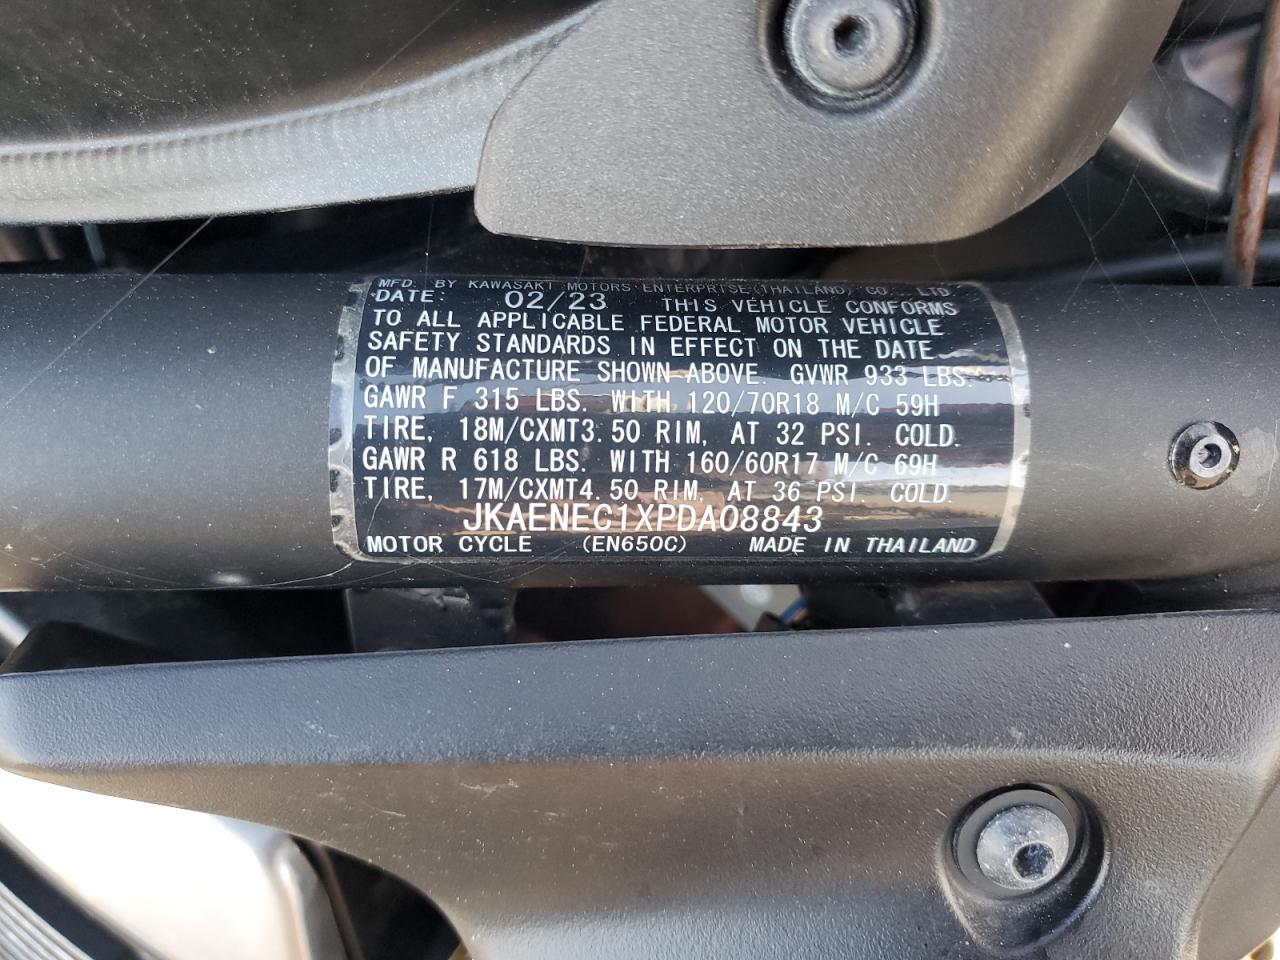 MFD. BY KAWASAKI MOTORS ENTERPRISE(THAILAND) CO., LTD.
DATE: 02/23 THIS VEHICLE CONFORMS
TO ALL APPLICABLE FEDERAL MOTOR VEHICLE
SAFETY STANDARDS IN EFFECT ON THE DATE
OF MANUFACTURE SHOWN ABOVE. GVWR 933 LBS.
GAWR F 315 LBS. WITH 120/70R18 M/C 59H
TIRE, 18M/CXMT3.50 RIM, AT 32 PSI. COLD.
GAWR R 618 LBS. WITH 160/60R17 M/C 69H
TIRE, 17M/CXMT4.50 RIM, AT 36 PSI. COLD.
JKAENEC1XPDA08843
MOTOR CYCLE (EN650C) MADE IN THAILAND